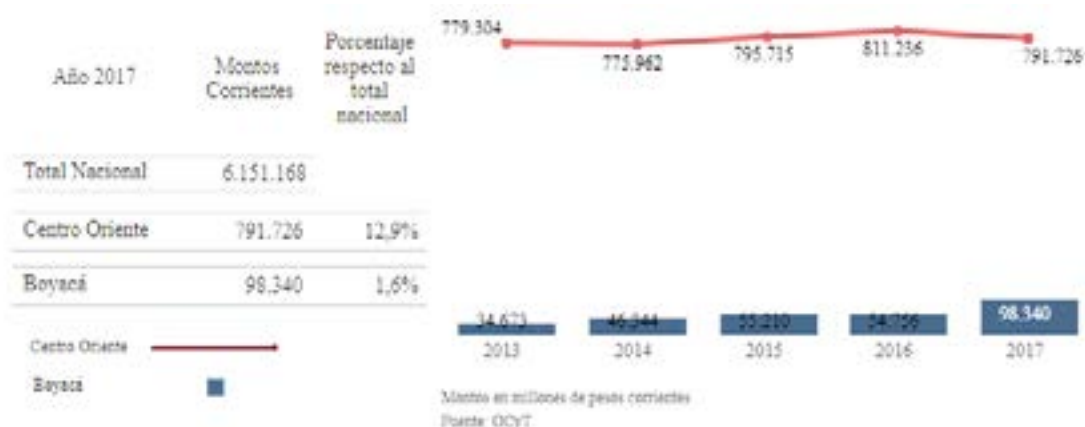 Año 2017
Montos
Corrientes
Porcentaje
respecto al
total
nacional
Total Nacional 6.151.168
Centro Oriente 791.726 12,9%
Boyacá 98.340 1,6%
Centro Oriente
Boyacá
779.304
775.962
795.715
811.236
791.726
34.673
46.344
55.210
54.756
98.340
2013 2014 2015 2016 2017
Montos en millones de pesos corrientes
Fuente: OCyT